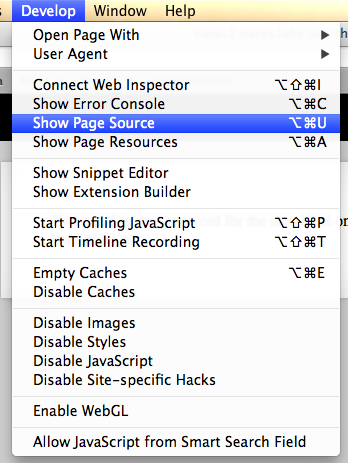 Develop Window Help
Open Page With ▶
User Agent ▶
Connect Web Inspector ⌥⇧⌘I
Show Error Console ⌥⌘C
Show Page Source ⌥⌘U
Show Page Resources ⌥⌘A
Show Snippet Editor
Show Extension Builder
Start Profiling JavaScript ⌥⇧⌘P
Start Timeline Recording ⌥⇧⌘T
Empty Caches ⌥⌘E
Disable Caches
Disable Images
Disable Styles
Disable JavaScript
Disable Site-specific Hacks
Enable WebGL
Allow JavaScript from Smart Search Field